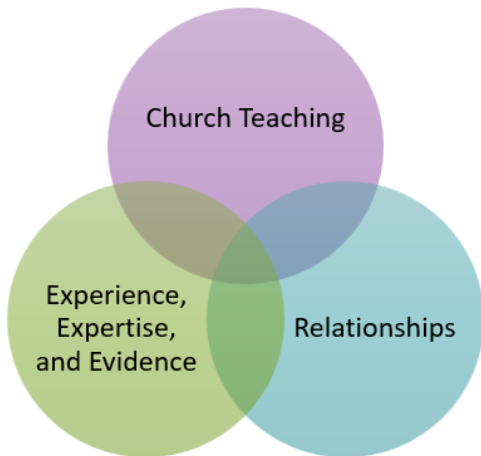 Church Teaching
Experience,
Expertise,
and Evidence
Relationships